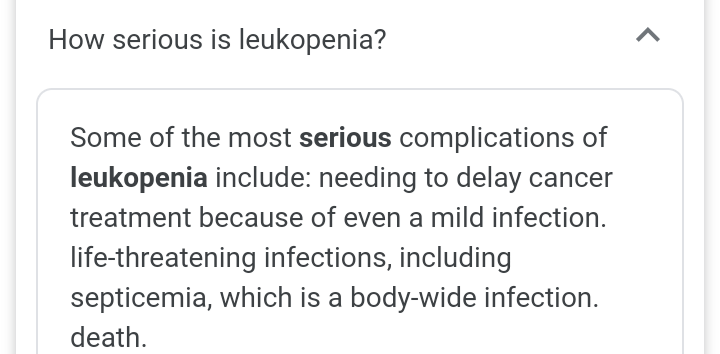 How serious is leukopenia?
Some of the most serious complications of
leukopenia include: needing to delay cancer
treatment because of even a mild infection.
life-threatening infections, including
septicemia, which is a body-wide infection.
death.